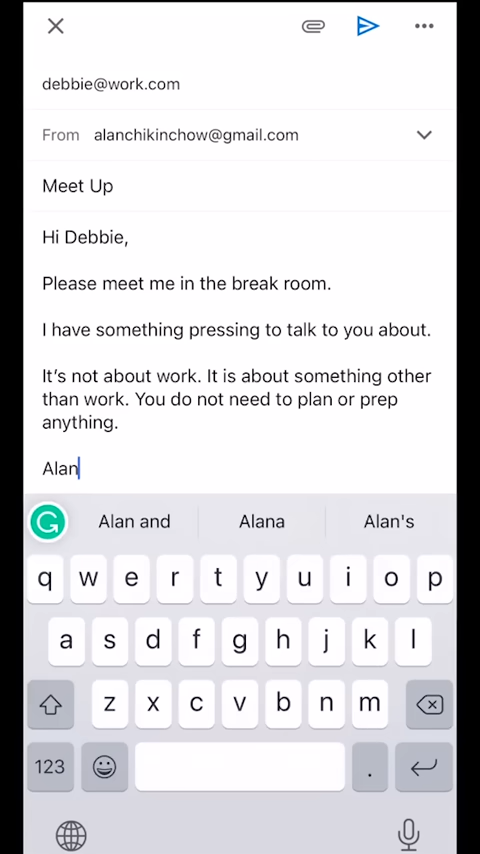 debbie@work.com
From alanchikinchow@gmail.com
Meet Up
Hi Debbie,
Please meet me in the break room.
I have something pressing to talk to you about.
It's not about work. It is about something other
than work. You do not need to plan or prep
anything.
Alan
Alan and Alana Alan's
q w e r t y u i o p
a s d f g h j k l
z x c v b n m
123 .